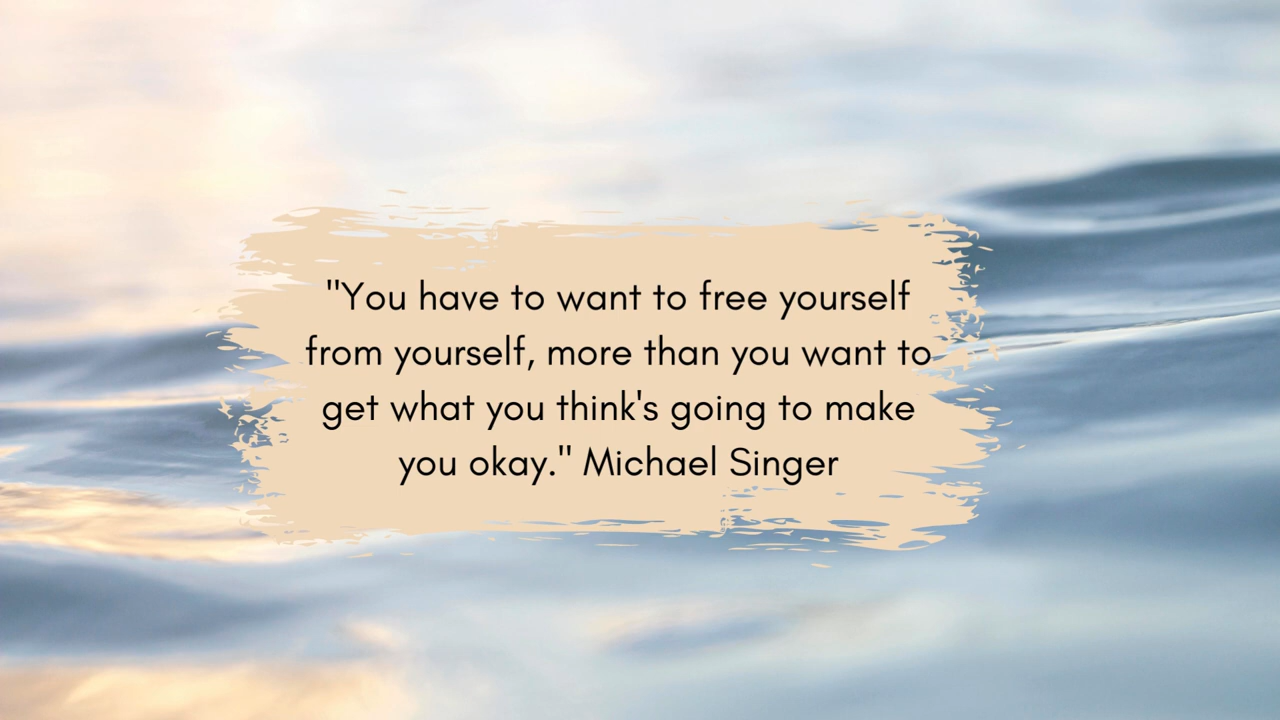 "You have to want to free yourself
from yourself, more than you want to
get what you think's going to make
you okay." Michael Singer